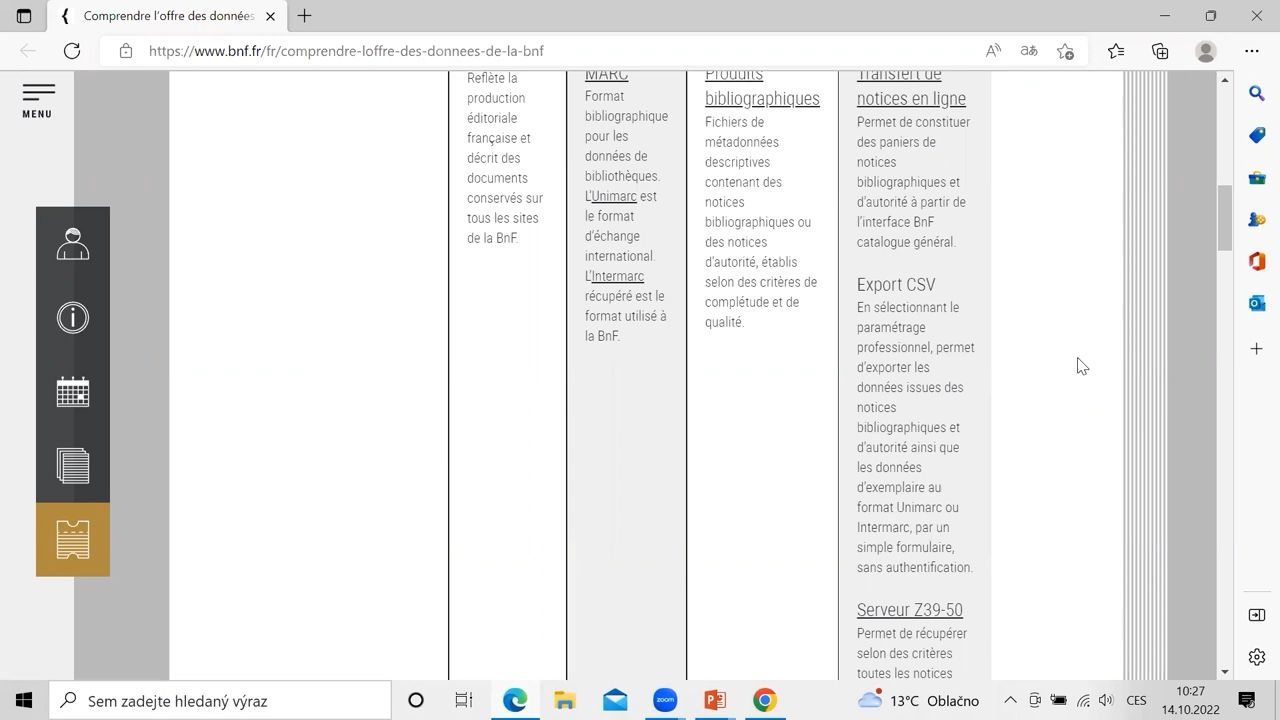 Comprendre l'offre des données
https://www.bnf.fr/fr/comprendre-loffre-des-donnees-de-la-bnf
MENU
Reflète la
production
éditoriale
française et
décrit des
documents
conservés sur
tous les sites
de la BnF.
MARC
Format
bibliographique
pour les
données de
bibliothèques.
L'Unimarc est
le format
d'échange
international.
L'Intermarc
récupéré est le
format utilisé à
la BnF.
Produits
bibliographiques
Fichiers de
métadonnées
descriptives
contenant des
notices
bibliographiques ou
des notices
d'autorité, établis
selon des critères de
complétude et de
qualité.
Transfert de
notices en ligne
Permet de constituer
des paniers de
notices
bibliographiques et
d'autorité à partir de
l'interface BnF
catalogue général.
Export CSV
En sélectionnant le
paramétrage
professionnel, permet
d'exporter les
données issues des
notices
bibliographiques et
d'autorité ainsi que
les données
d'exemplaire au
format Unimarc ou
Intermarc, par un
simple formulaire,
sans authentification.
Serveur Z39-50
Permet de récupérer
selon des critères
toutes les notices
Sem zadejte hledaný výraz
zoom
13°C Oblačno
CES
10:27
14.10.2022